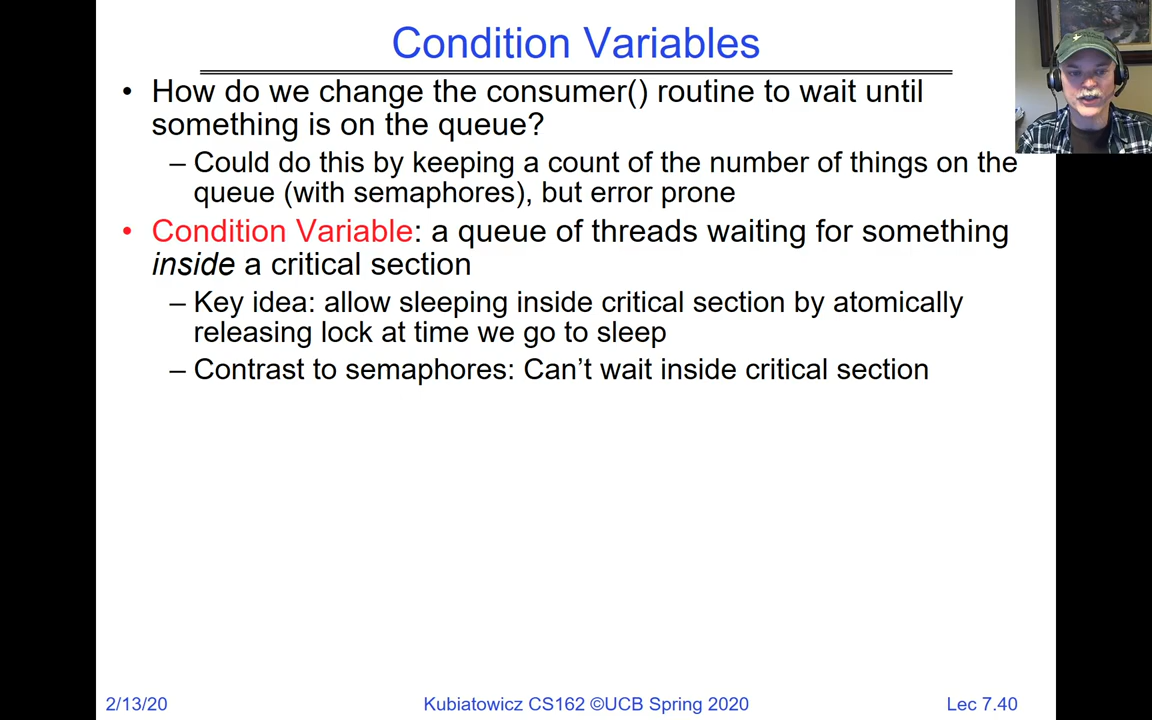 Condition Variables
• How do we change the consumer() routine to wait until
something is on the queue?
– Could do this by keeping a count of the number of things on the
queue (with semaphores), but error prone
• Condition Variable: a queue of threads waiting for something
inside a critical section
– Key idea: allow sleeping inside critical section by atomically
releasing lock at time we go to sleep
– Contrast to semaphores: Can’t wait inside critical section
2/13/20
Kubiatowicz CS162 ©UCB Spring 2020
Lec 7.40